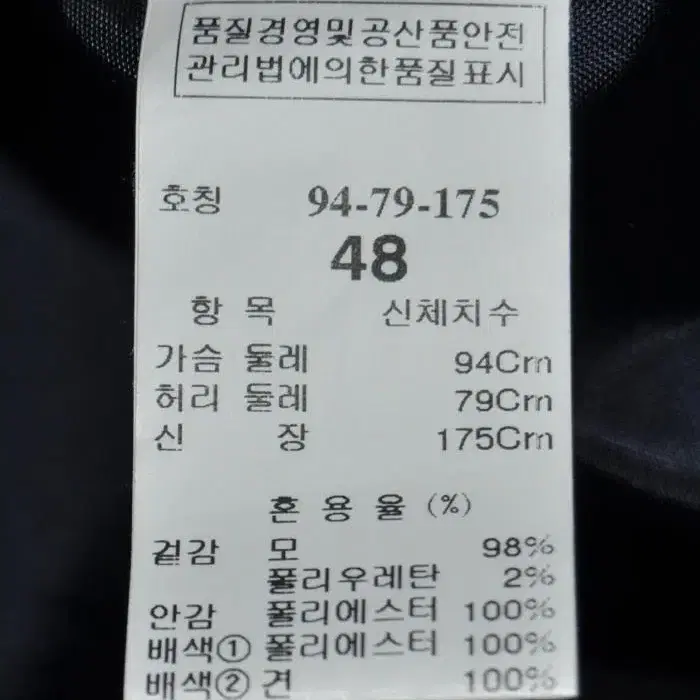 품질경영및공산품안전
관리법에의한품질표시
호칭 94-79-175
48
항 목 신체치수
가슴 둘레 94Cm
허리 둘레 79Cm
신 장 175Cm
혼 용 율 (%)
겉감 모 98%
폴리우레탄 2%
안감 폴리에스터 100%
배색① 폴리에스터 100%
배색② 견 100%